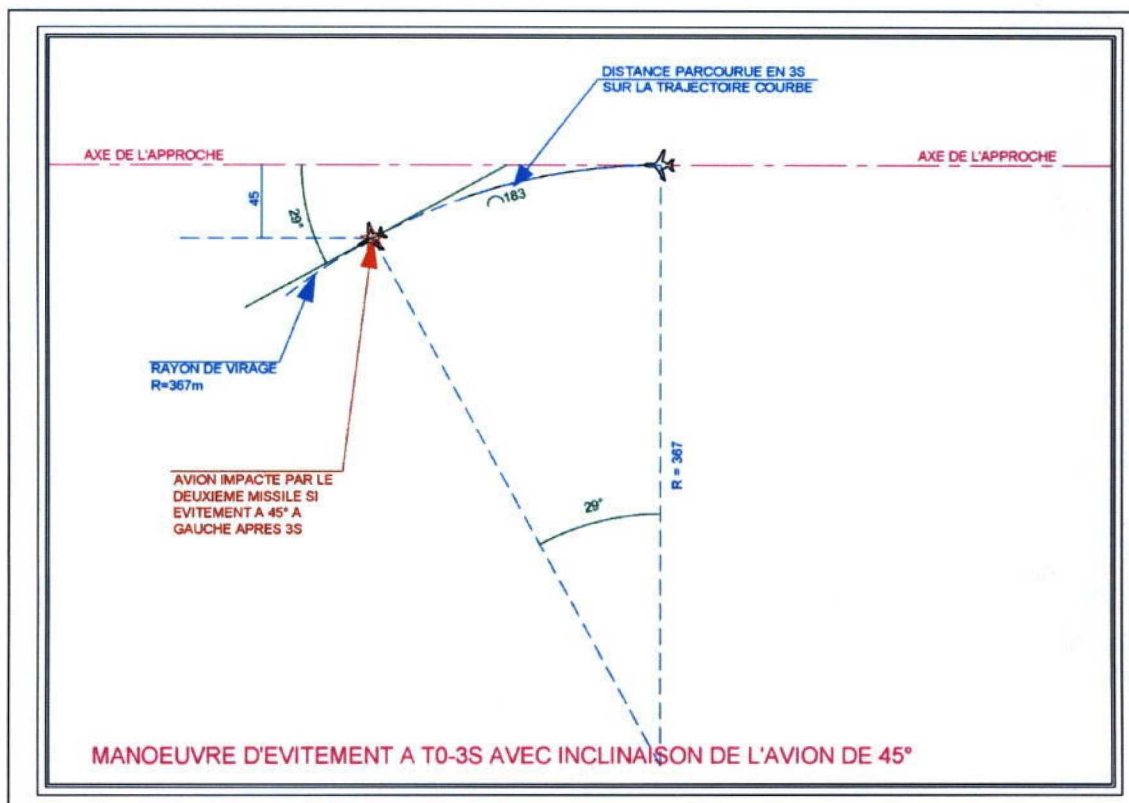 DISTANCE PARCOURUE EN 3S
SUR LA TRAJECTOIRE COURBE
AXE DE L'APPROCHE
AXE DE L'APPROCHE
45
29°
183
RAYON DE VIRAGE
R=367m
R = 367
AVION IMPACTE PAR LE
DEUXIEME MISSILE SI
EVITEMENT A 45° A
GAUCHE APRES 3S
29°
MANOEUVRE D'EVITEMENT A T0-3S AVEC INCLINAISON DE L'AVION DE 45°